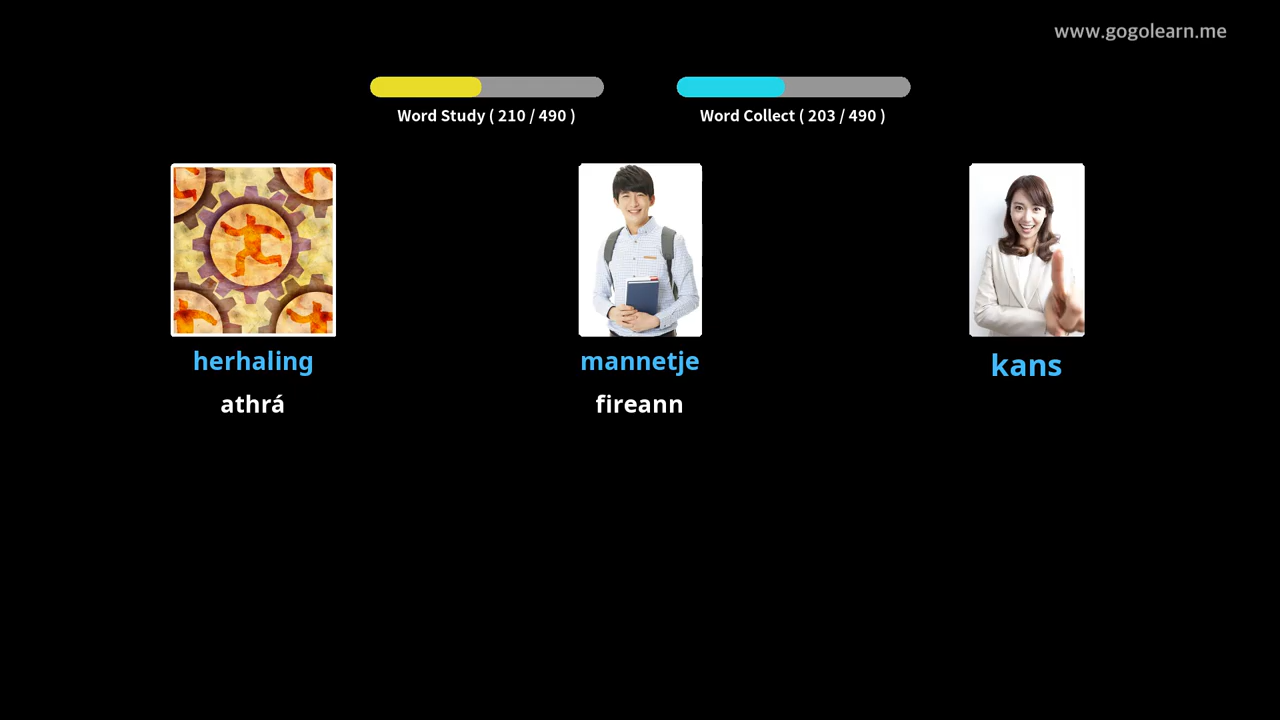 www.gogolearn.me
Word Study ( 210 / 490 )
Word Collect ( 203 / 490 )
herhaling
mannetje
kans
athrá
fireann